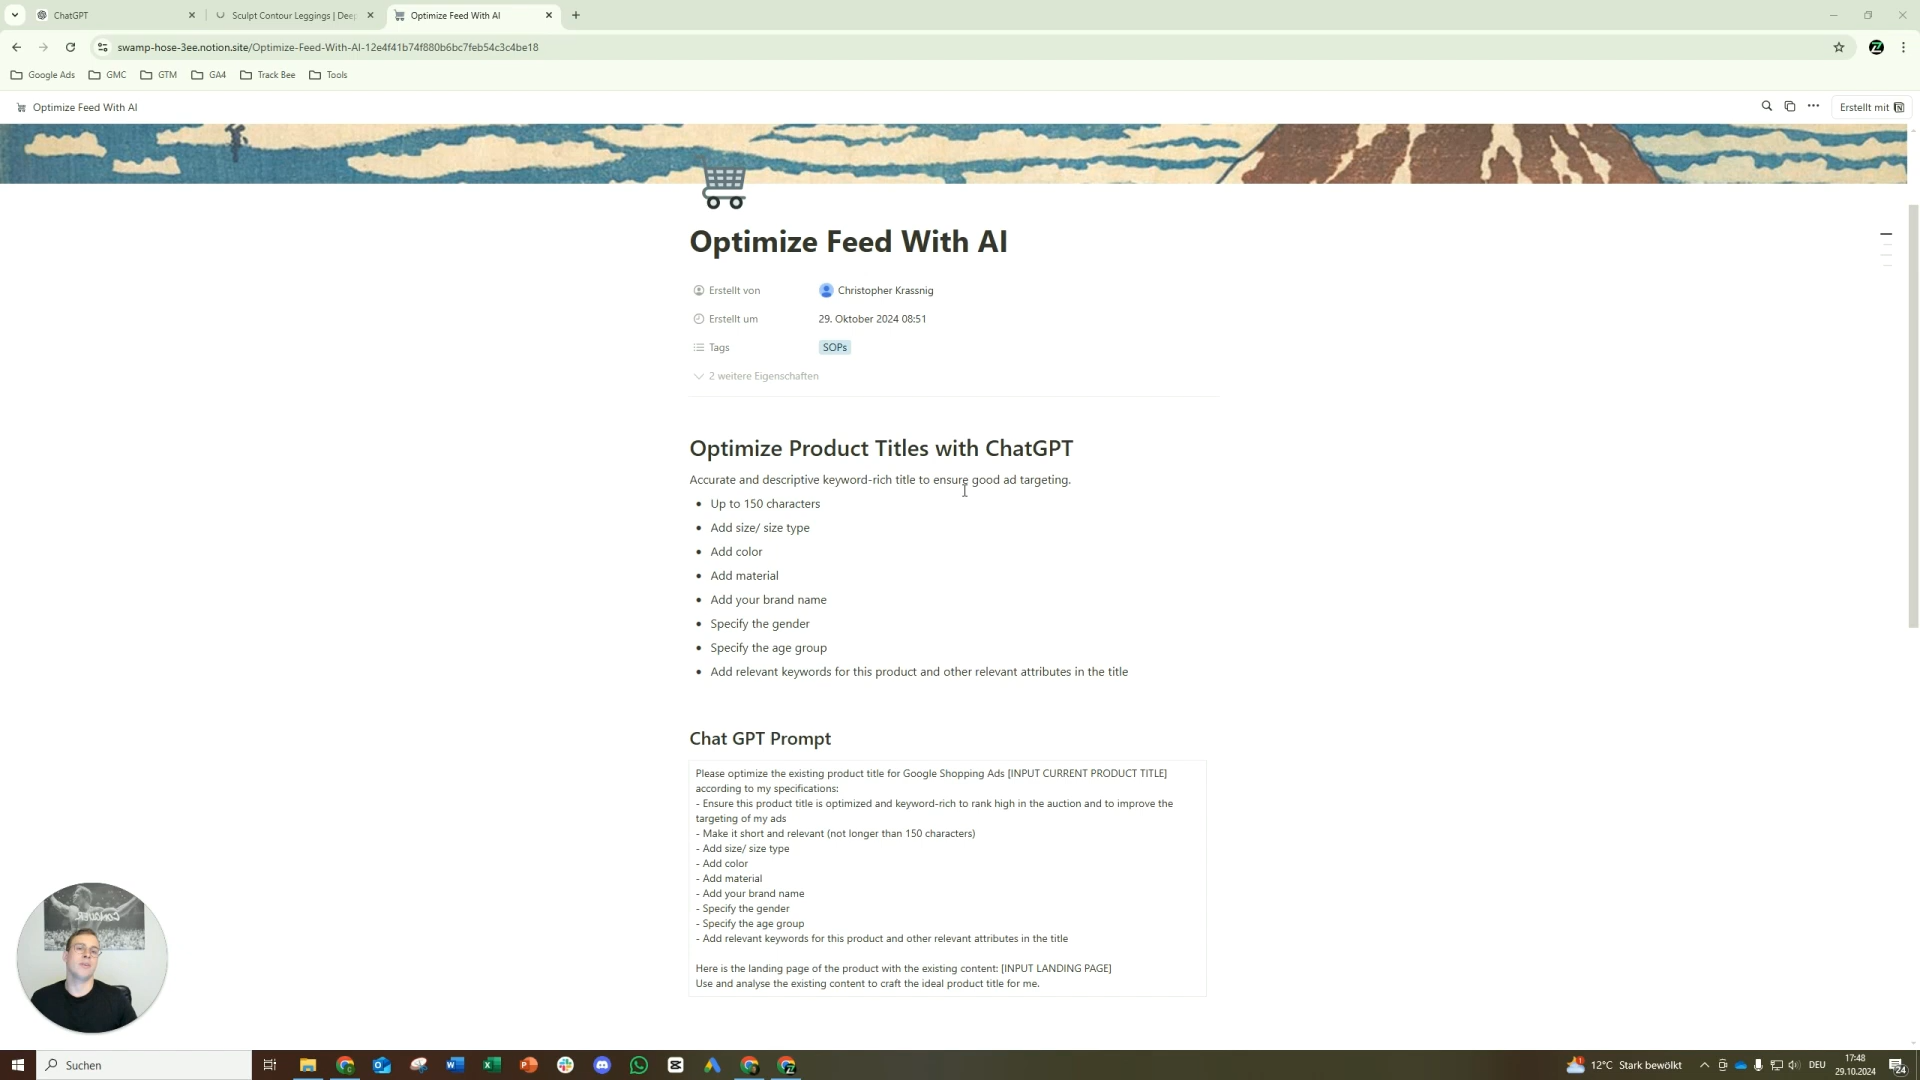 ChatGPT
Sculpt Contour Leggings | Deep
Optimize Feed With AI
swamp-hose-3ee.notion.site/Optimize-Feed-With-AI-12e4f41b74f880b6bc7feb54c3c4be18
Google Ads
GMC
GTM
GA4
Track Bee
Tools
Optimize Feed With AI
Erstellt mit
Optimize Feed With AI
Erstellt von Christopher Krassnig
Erstellt um 29. Oktober 2024 08:51
Tags SOPs
2 weitere Eigenschaften
Optimize Product Titles with ChatGPT
Accurate and descriptive keyword-rich title to ensure good ad targeting.
• Up to 150 characters
• Add size/ size type
• Add color
• Add material
• Add your brand name
• Specify the gender
• Specify the age group
• Add relevant keywords for this product and other relevant attributes in the title
Chat GPT Prompt
Please optimize the existing product title for Google Shopping Ads [INPUT CURRENT PRODUCT TITLE]
according to my specifications:
- Ensure this product title is optimized and keyword-rich to rank high in the auction and to improve the
targeting of my ads
- Make it short and relevant (not longer than 150 characters)
- Add size/ size type
- Add color
- Add material
- Add your brand name
- Specify the gender
- Specify the age group
- Add relevant keywords for this product and other relevant attributes in the title
Here is the landing page of the product with the existing content: [INPUT LANDING PAGE]
Use and analyse the existing content to craft the ideal product title for me.
CONQUER
Suchen
12°C Stark bewölkt
DEU
17:48
29.10.2024
24